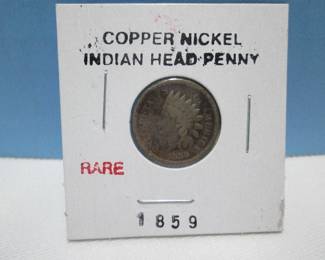 COPPER NICKEL
INDIAN HEAD PENNY
RARE
1859